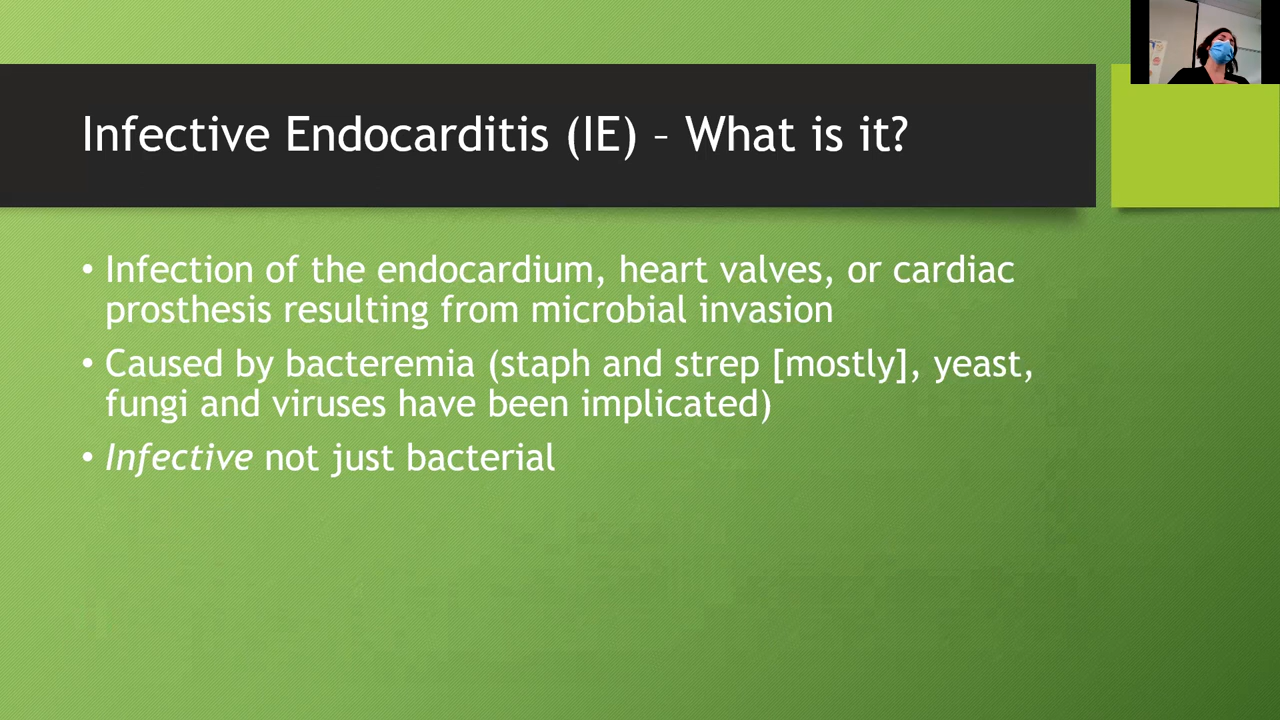 Infective Endocarditis (IE) – What is it?
• Infection of the endocardium, heart valves, or cardiac
prosthesis resulting from microbial invasion
• Caused by bacteremia (staph and strep [mostly], yeast,
fungi and viruses have been implicated)
• Infective not just bacterial